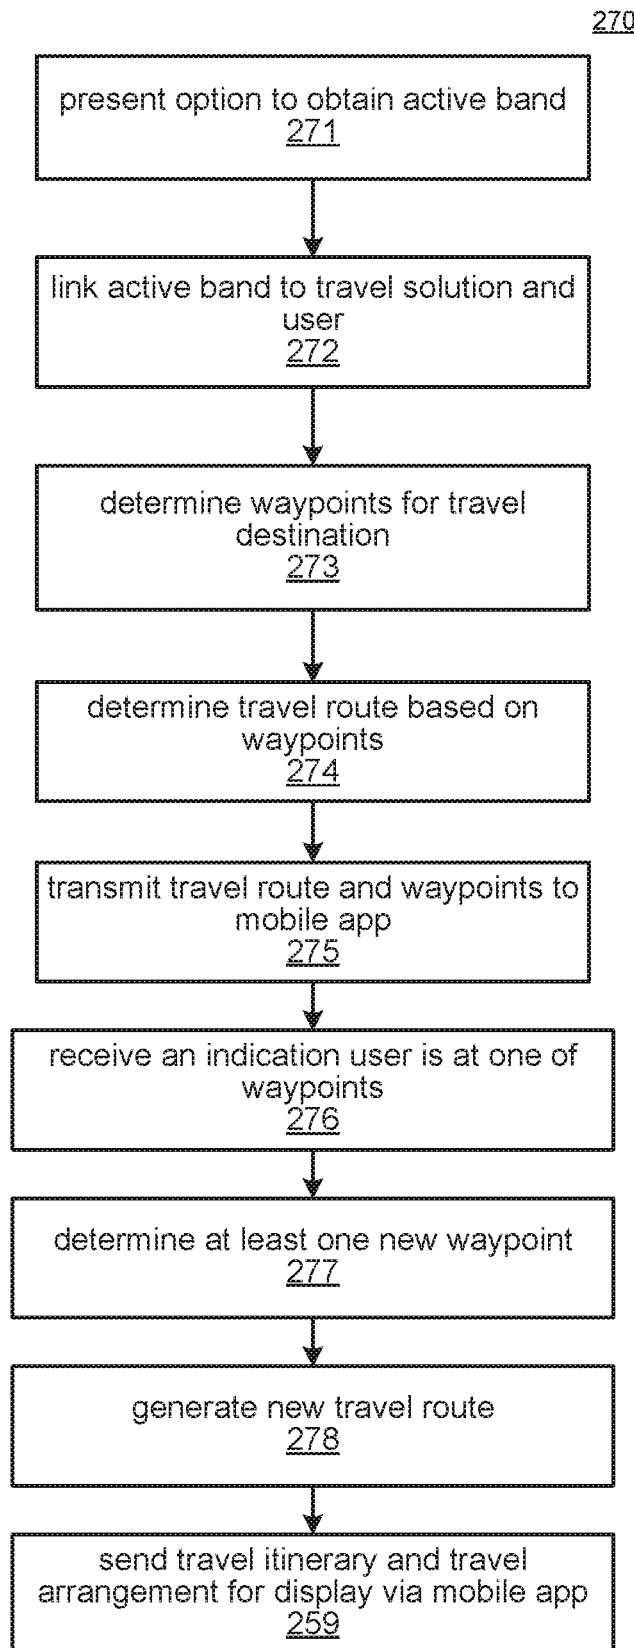 270
present option to obtain active band
271
link active band to travel solution and
user
272
determine waypoints for travel
destination
273
determine travel route based on
waypoints
274
transmit travel route and waypoints to
mobile app
275
receive an indication user is at one of
waypoints
276
determine at least one new waypoint
277
generate new travel route
278
send travel itinerary and travel
arrangement for display via mobile app
259